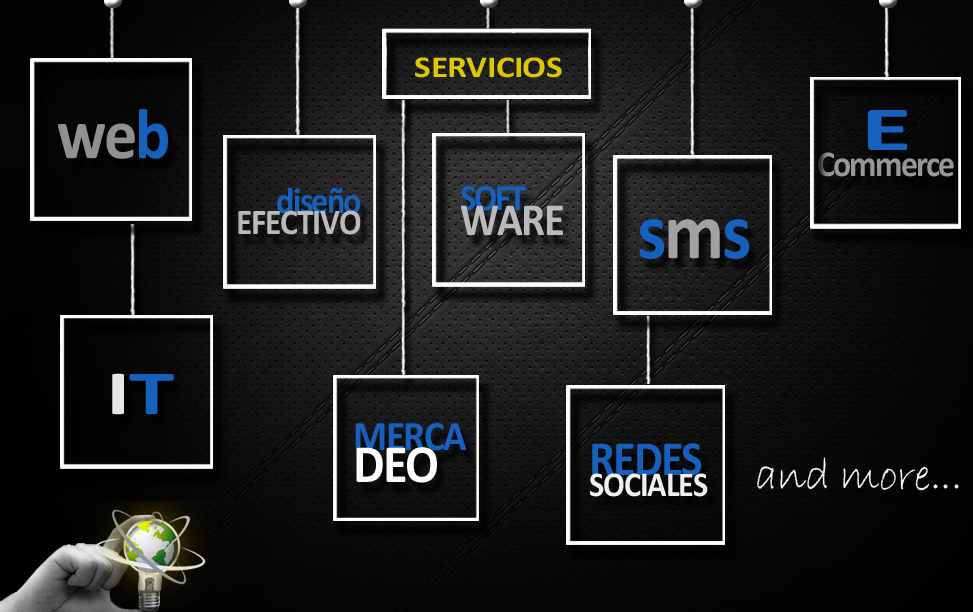 SERVICIOS
web
diseño
EFECTIVO
SOFT
WARE
sms
E
Commerce
IT
MERCA
DEO
REDES
SOCIALES
and more...